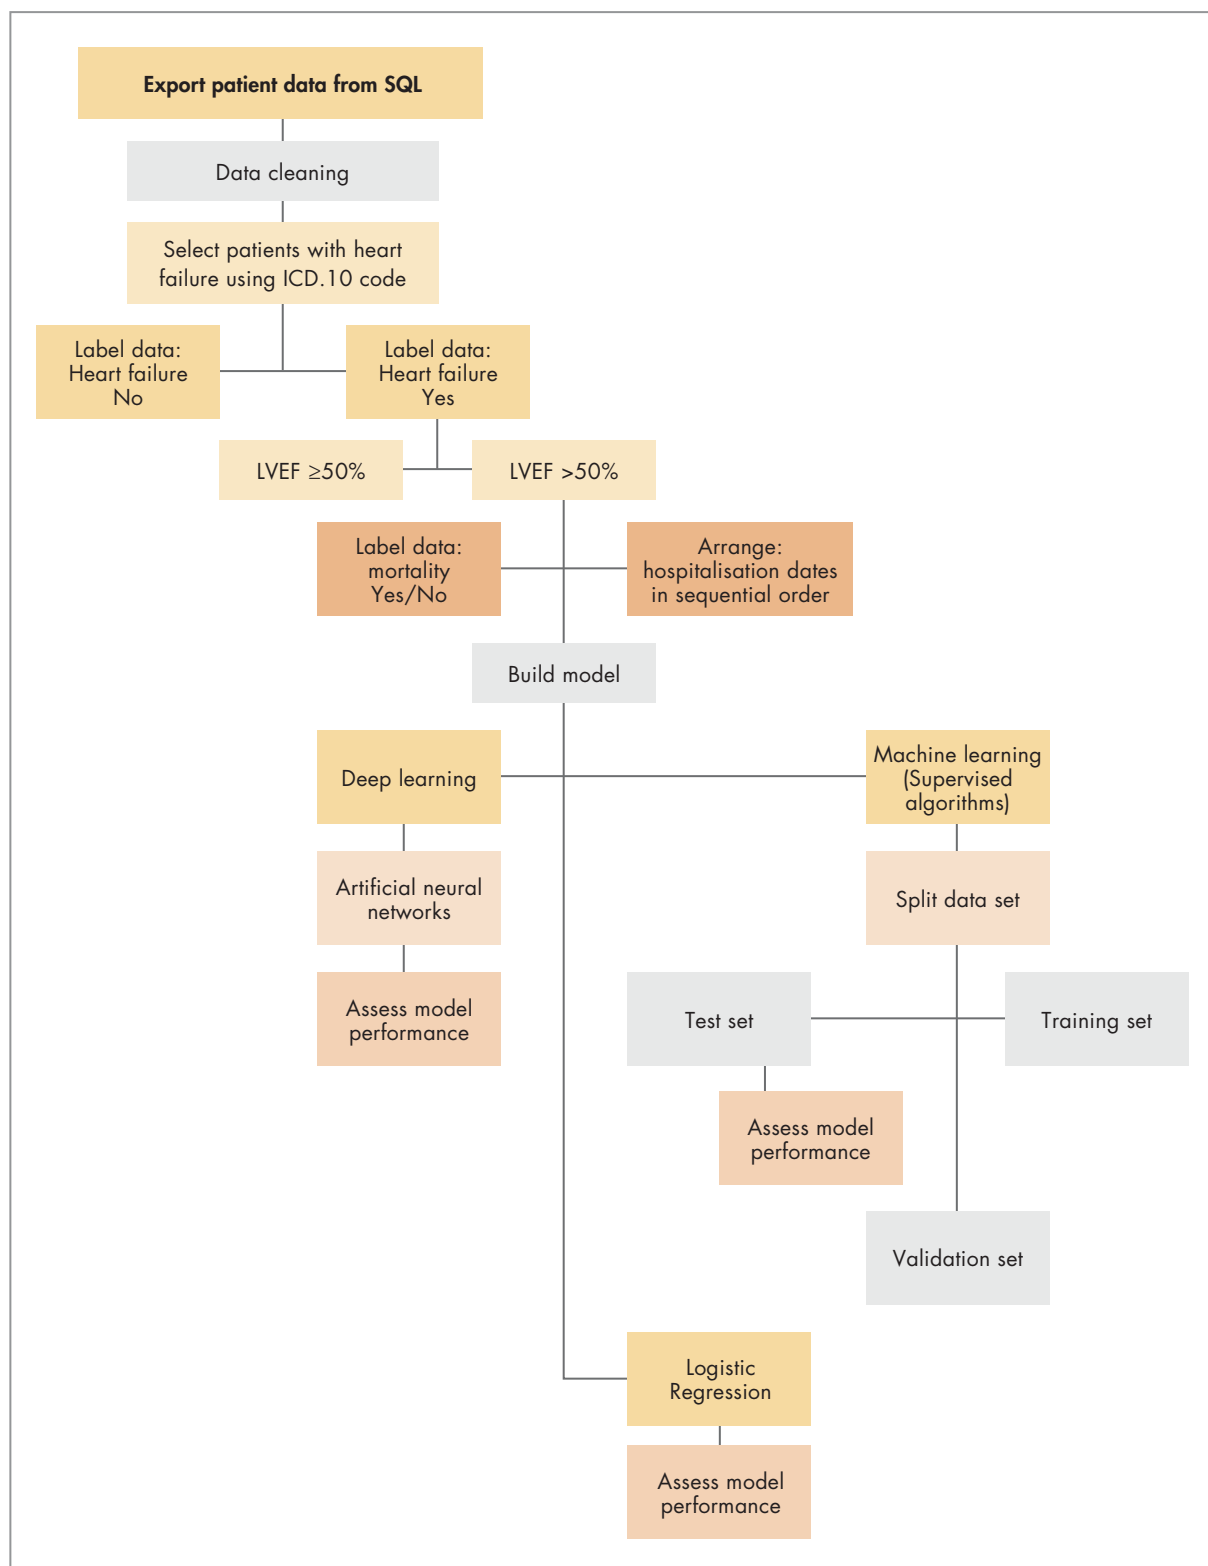 Export patient data from SQL
Data cleaning
Select patients with heart
failure using ICD.10 code
Label data:
Heart failure
No
Label data:
Heart failure
Yes
LVEF ≥50%
LVEF >50%
Label data:
mortality
Yes/No
Arrange:
hospitalisation dates
in sequential order
Build model
Deep learning
Machine learning
(Supervised
algorithms)
Artificial neural
networks
Split data set
Assess model
performance
Test set
Training set
Assess model
performance
Validation set
Logistic
Regression
Assess model
performance